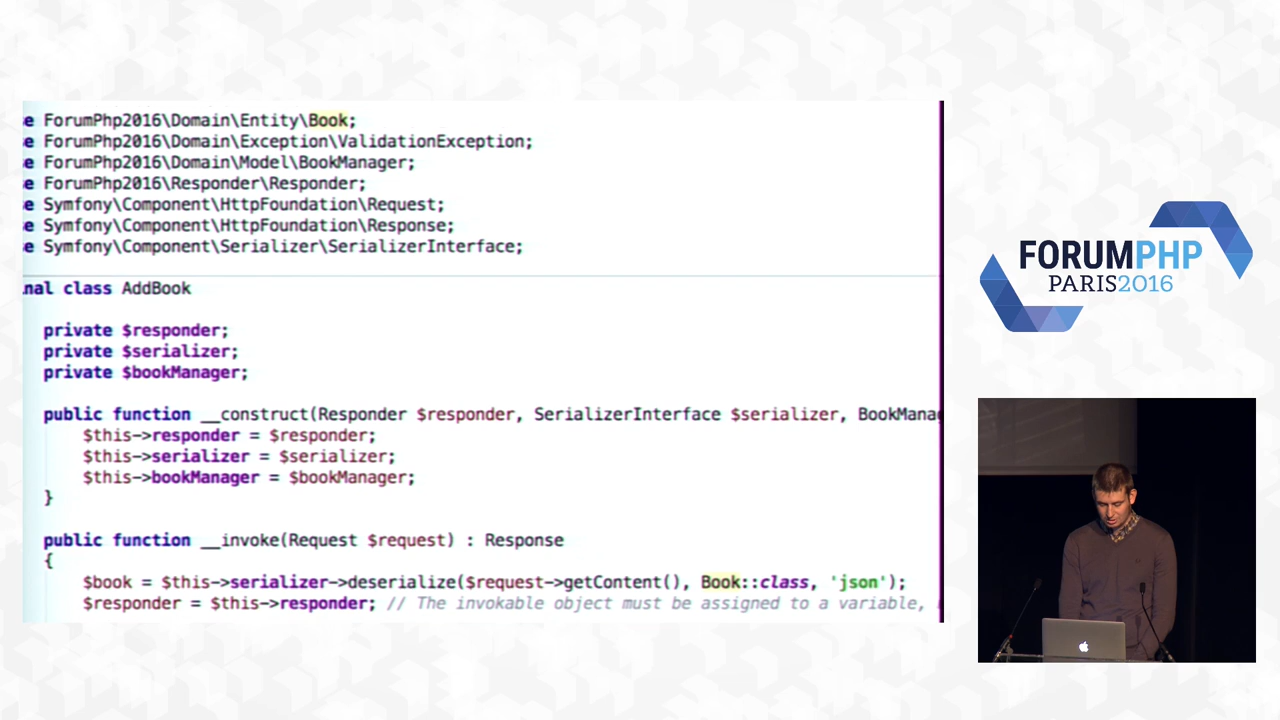 e ForumPhp2016\Domain\Entity\Book;
e ForumPhp2016\Domain\Exception\ValidationException;
e ForumPhp2016\Domain\Model\BookManager;
e ForumPhp2016\Responder\Responder;
e Symfony\Component\HttpFoundation\Request;
e Symfony\Component\HttpFoundation\Response;
e Symfony\Component\Serializer\SerializerInterface;
nal class AddBook
private $responder;
private $serializer;
private $bookManager;
public function __construct(Responder $responder, SerializerInterface $serializer, BookMana
$this->responder = $responder;
$this->serializer = $serializer;
$this->bookManager = $bookManager;
}
public function __invoke(Request $request) : Response
{
$book = $this->serializer->deserialize($request->getContent(), Book::class, 'json');
$responder = $this->responder; // The invokable object must be assigned to a variable,
FORUMPHP
PARIS2016